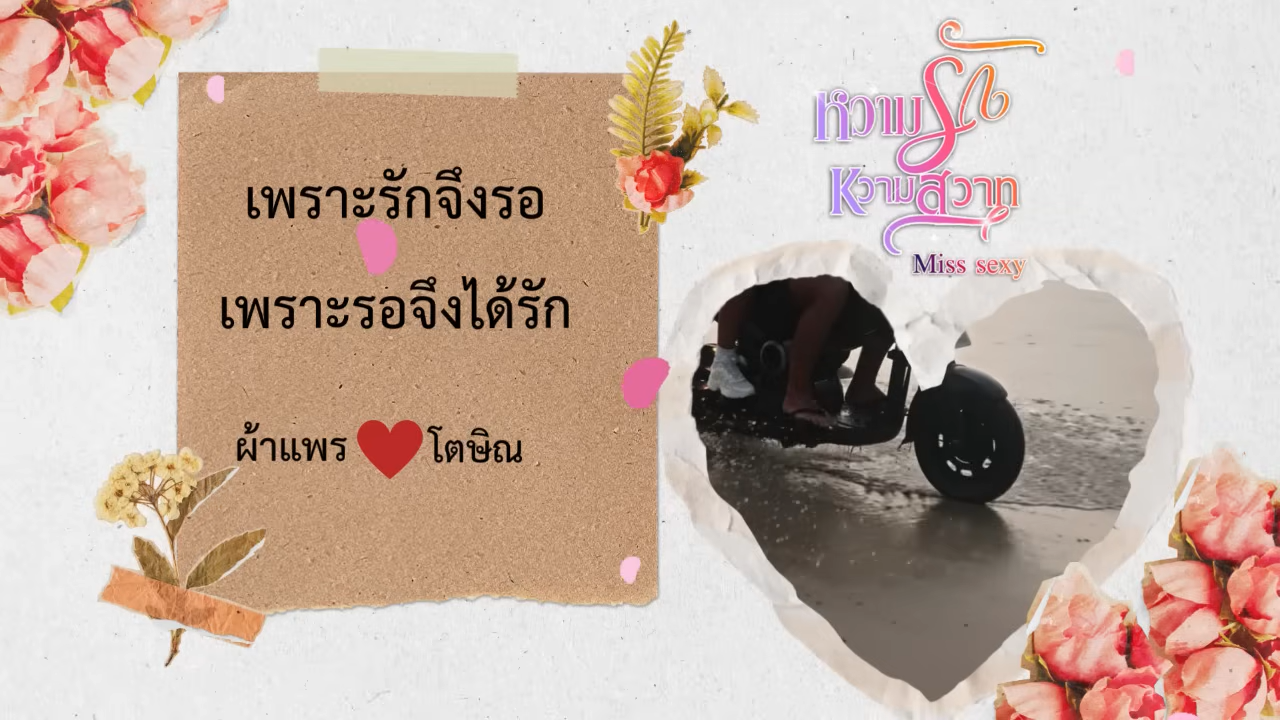 เพราะรักจึงรอ
เพราะรอจึงได้รัก
ผ้าแพร โตษิณ
หวามรัก
ความสวาท
Miss sexy